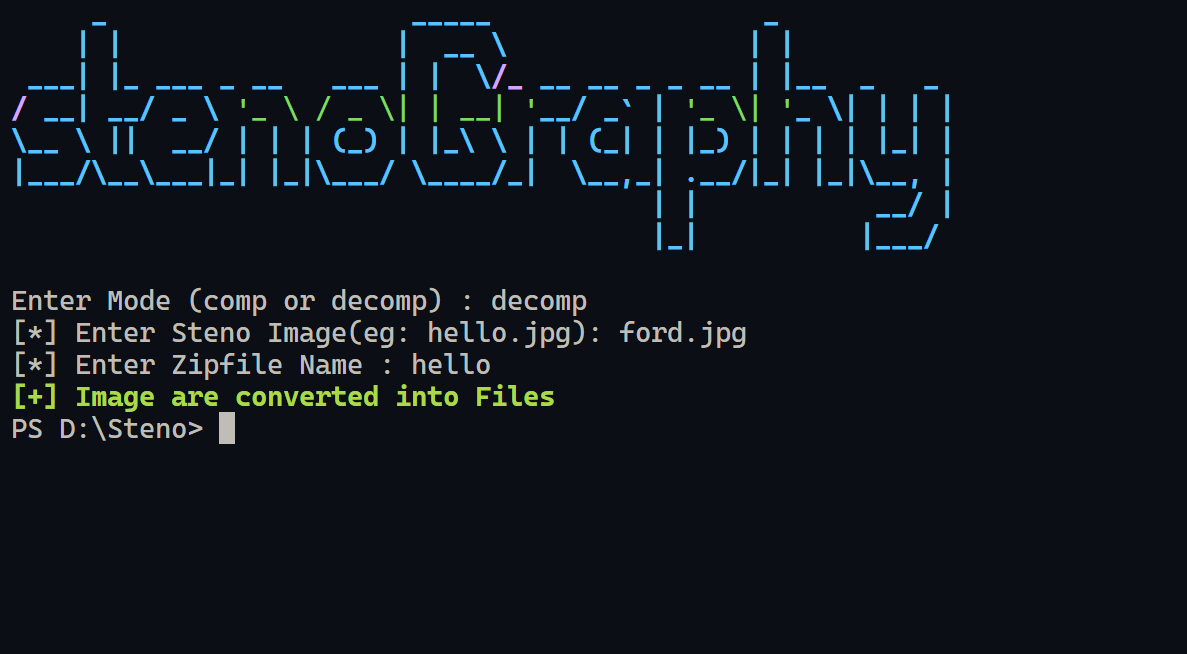 stenoGraphy
Enter Mode (comp or decomp) : decomp
[*] Enter Steno Image(eg: hello.jpg): ford.jpg
[*] Enter Zipfile Name : hello
[+] Image are converted into Files
PS D:\Steno>